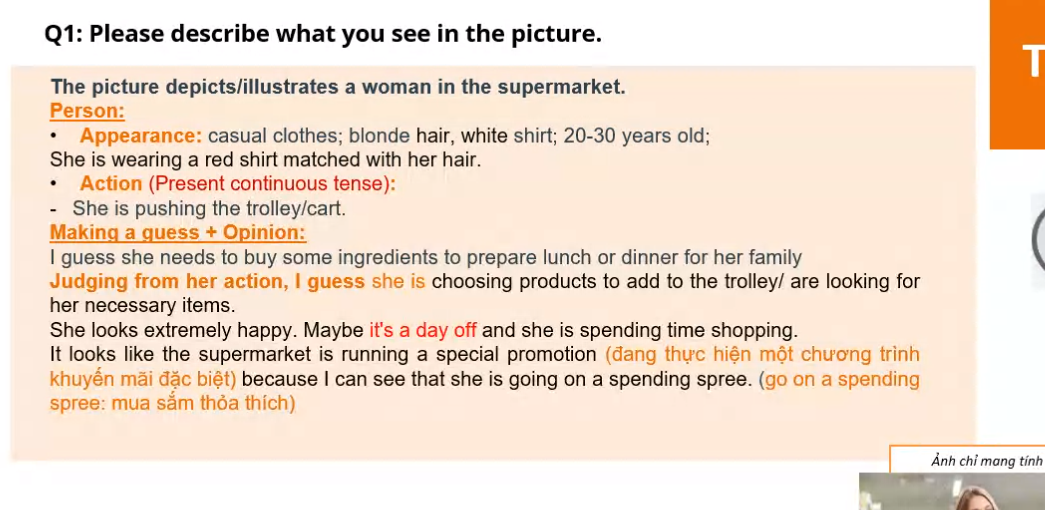 Q1: Please describe what you see in the picture.
T
The picture depicts/illustrates a woman in the supermarket.
Person:
• Appearance: casual clothes; blonde hair, white shirt; 20-30 years old;
She is wearing a red shirt matched with her hair.
• Action (Present continuous tense):
- She is pushing the trolley/cart.
Making a guess + Opinion:
I guess she needs to buy some ingredients to prepare lunch or dinner for her family
Judging from her action, I guess she is choosing products to add to the trolley/ are looking for
her necessary items.
She looks extremely happy. Maybe it's a day off and she is spending time shopping.
It looks like the supermarket is running a special promotion (đang thực hiện một chương trình
khuyến mãi đặc biệt) because I can see that she is going on a spending spree. (go on a spending
spree: mua sắm thỏa thích)
Ảnh chỉ mang tính